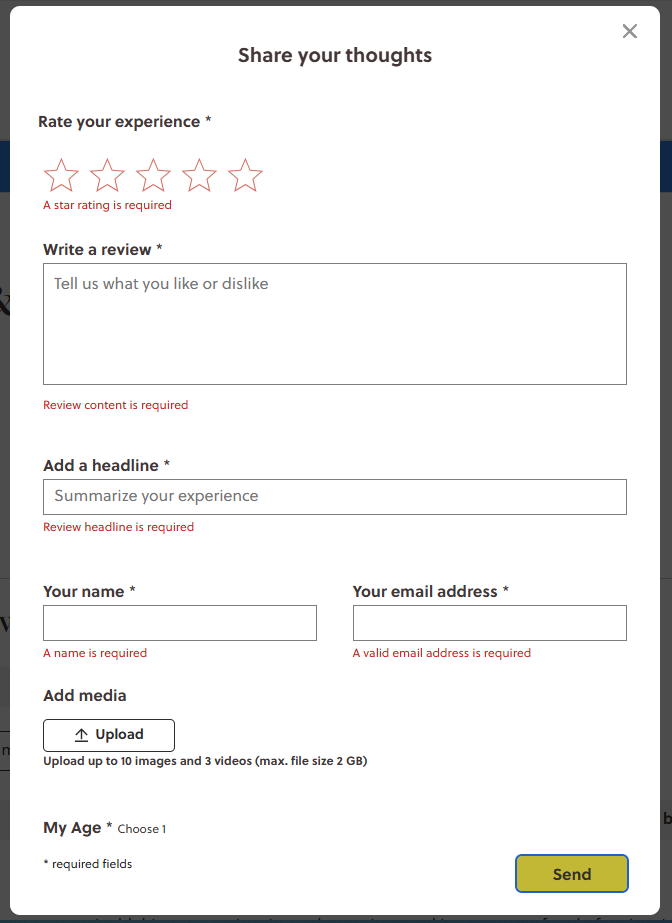 Share your thoughts
Rate your experience *
A star rating is required
Write a review *
Tell us what you like or dislike
Review content is required
Add a headline *
Summarize your experience
Review headline is required
Your name *
Your email address *
A name is required
A valid email address is required
Add media
Upload
Upload up to 10 images and 3 videos (max. file size 2 GB)
My Age * Choose 1
* required fields
Send